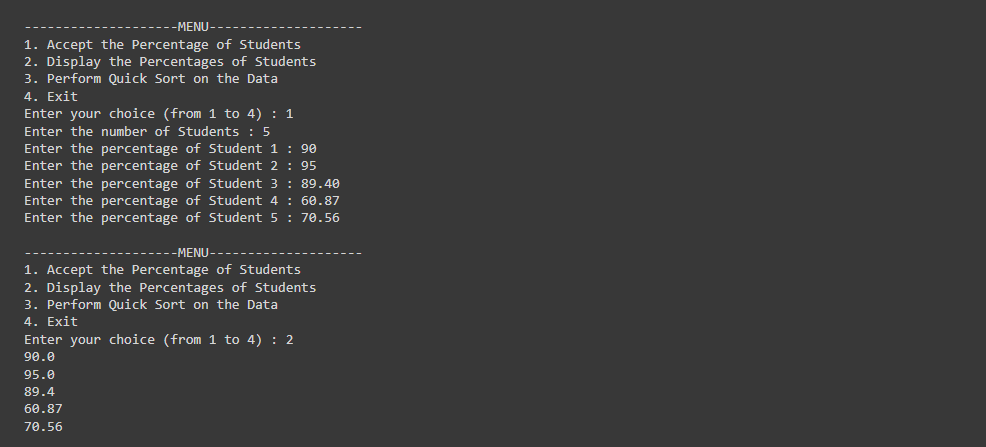 --------------------MENU--------------------
1. Accept the Percentage of Students
2. Display the Percentages of Students
3. Perform Quick Sort on the Data
4. Exit
Enter your choice (from 1 to 4) : 1
Enter the number of Students : 5
Enter the percentage of Student 1 : 90
Enter the percentage of Student 2 : 95
Enter the percentage of Student 3 : 89.40
Enter the percentage of Student 4 : 60.87
Enter the percentage of Student 5 : 70.56
--------------------MENU--------------------
1. Accept the Percentage of Students
2. Display the Percentages of Students
3. Perform Quick Sort on the Data
4. Exit
Enter your choice (from 1 to 4) : 2
90.0
95.0
89.4
60.87
70.56